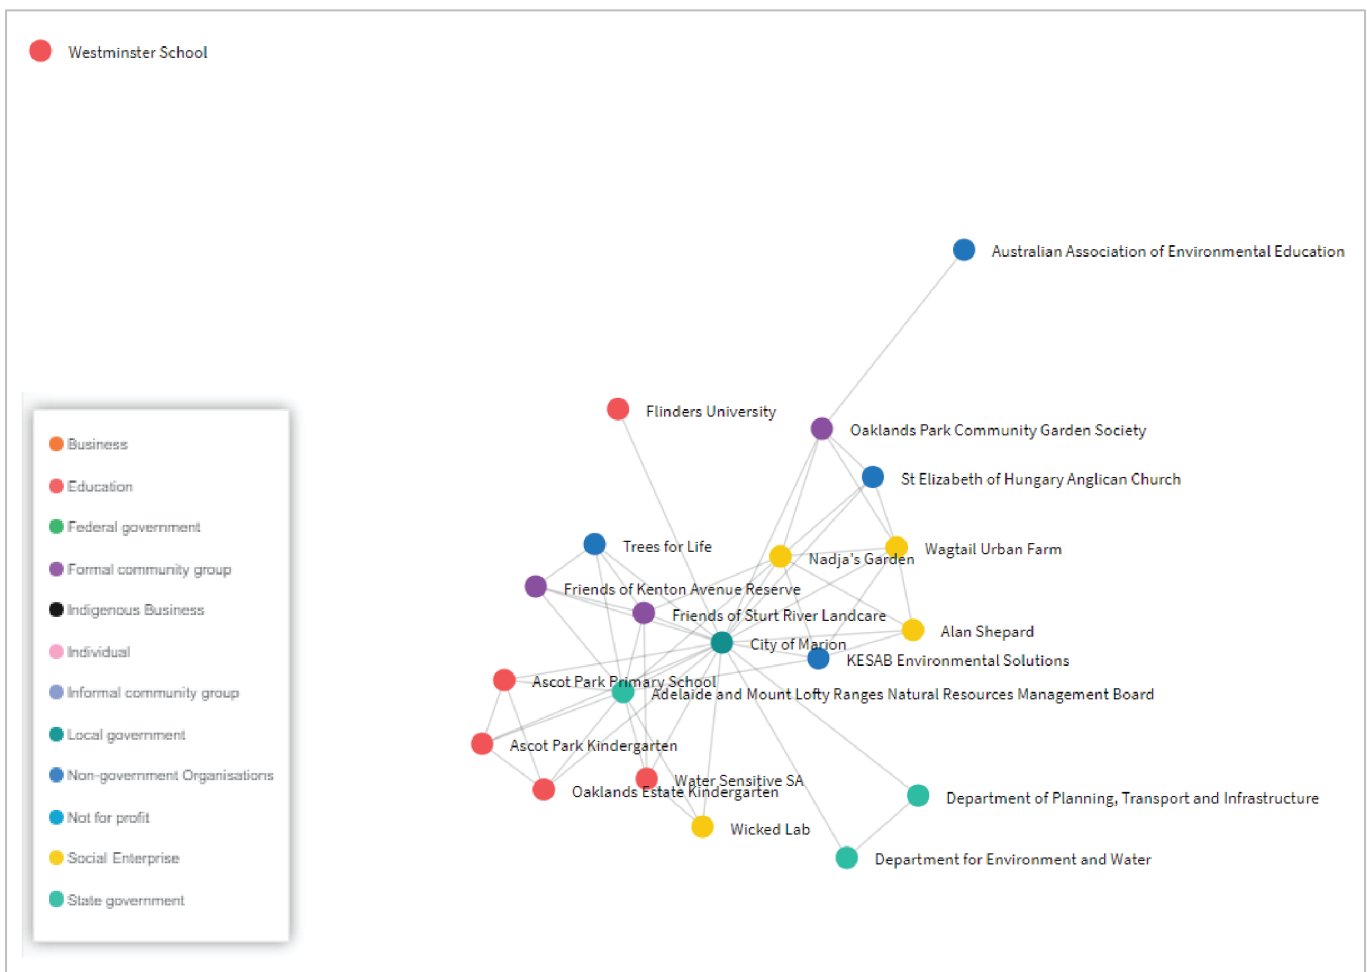 Westminster School
Australian Association of Environmental Education
Flinders University
Oaklands Park Community Garden Society
St Elizabeth of Hungary Anglican Church
Trees for Life
Wagtail Urban Farm
Nadja's Garden
Friends of Kenton Avenue Reserve
Friends of Sturt River Landcare
Alan Shepard
City of Marion
KESAB Environmental Solutions
Ascot Park Primary School
Adelaide and Mount Lofty Ranges Natural Resources Management Board
Ascot Park Kindergarten
Water Sensitive SA
Oaklands Estate Kindergarten
Department of Planning, Transport and Infrastructure
Wicked Lab
Department for Environment and Water
Business
Education
Federal government
Formal community group
Indigenous Business
Individual
Informal community group
Local government
Non-government Organisations
Not for profit
Social Enterprise
State government